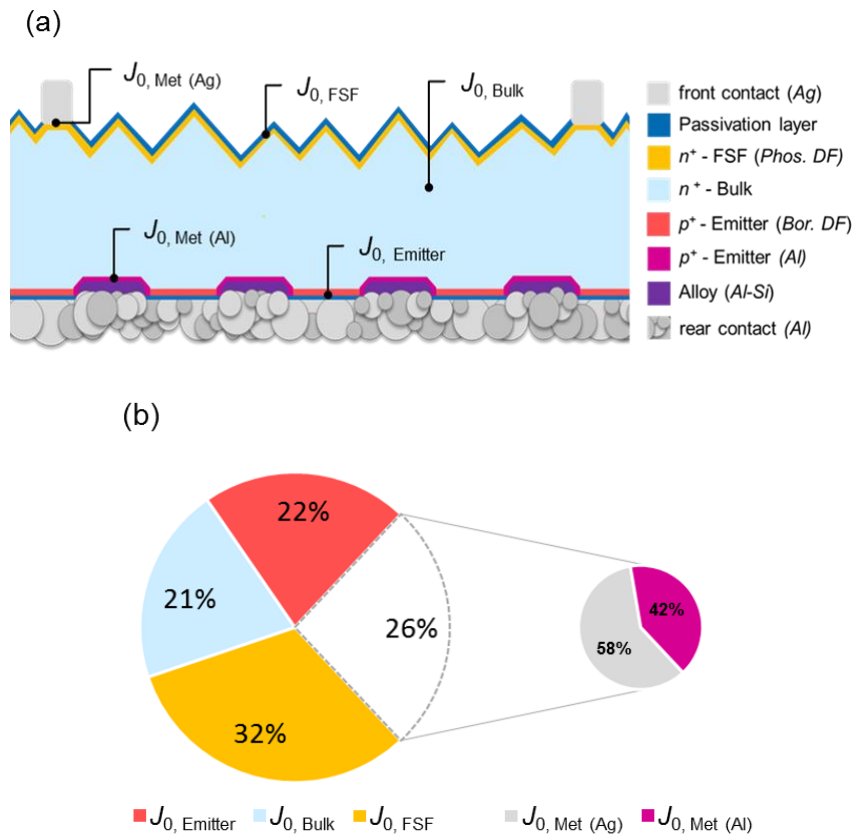 (a)
J0, Met (Ag)
J0, FSF
J0, Bulk
J0, Met (Al)
J0, Emitter
front contact (Ag)
Passivation layer
n+ - FSF (Phos. DF)
n+ - Bulk
p+ - Emitter (Bor. DF)
p+ - Emitter (Al)
Alloy (Al-Si)
rear contact (Al)
(b)
22%
21%
26%
32%
42%
58%
J0, Emitter J0, Bulk J0, FSF J0, Met (Ag) J0, Met (Al)